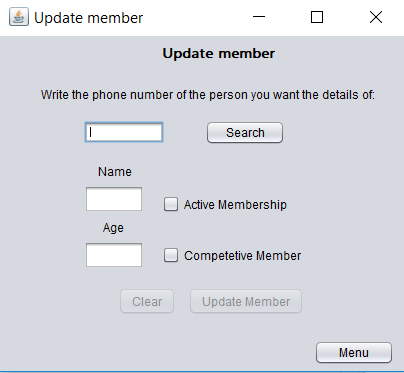 Update member
Update member
Write the phone number of the person you want the details of:
Search
Name
Active Membership
Age
Competetive Member
Clear Update Member
Menu